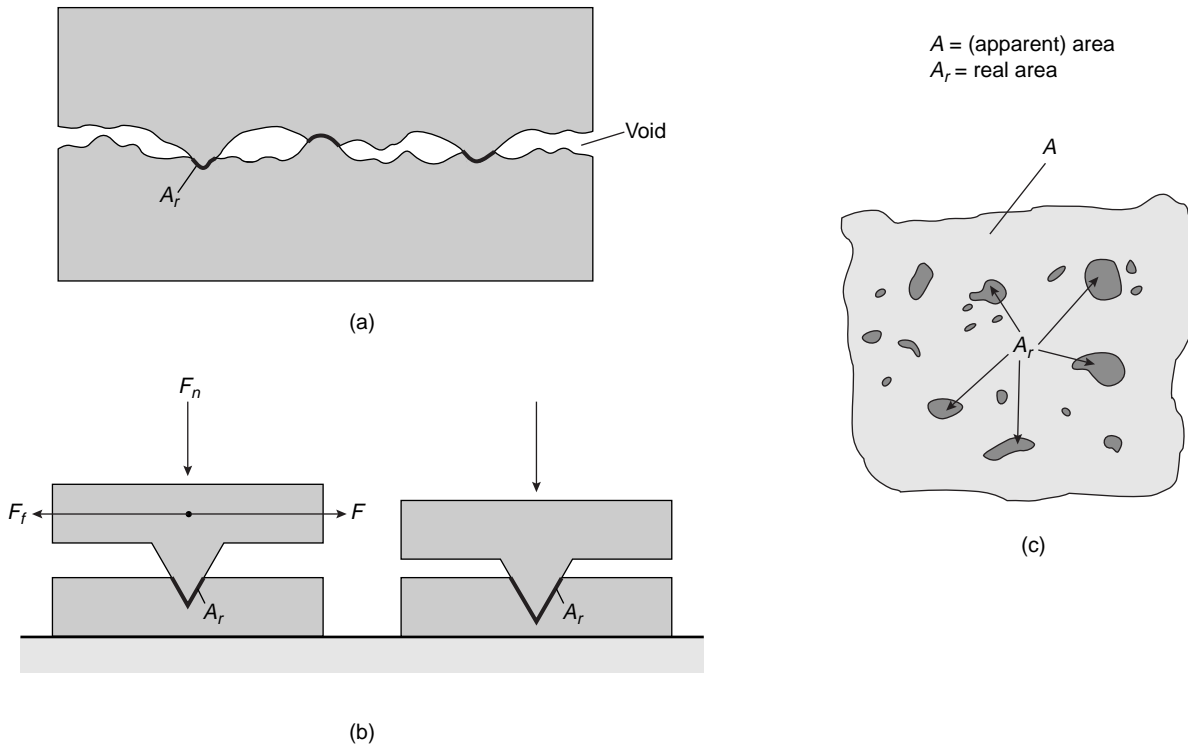 Void
A_r
(a)
A = (apparent) area
A_r = real area
A
A_r
(c)
F_n
F_f
F
A_r
A_r
(b)